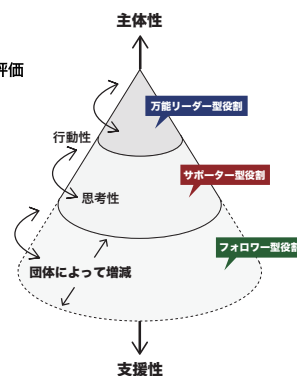 主体性
評価
万能リーダー型役割
行動性
サポーター型役割
思考性
フォロワー型役割
団体によって増減
支援性